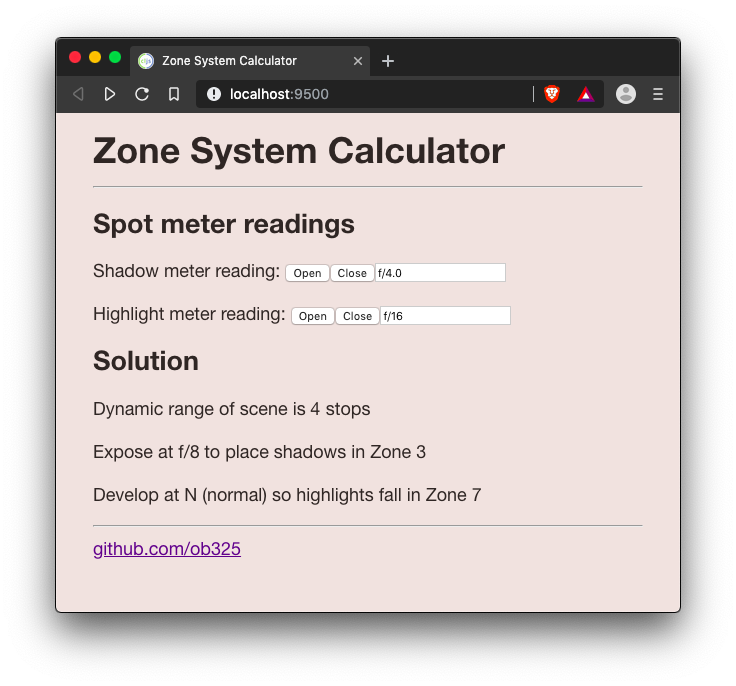 Zone System Calculator
localhost:9500
Zone System Calculator
Spot meter readings
Shadow meter reading: Open Close f/4.0
Highlight meter reading: Open Close f/16
Solution
Dynamic range of scene is 4 stops
Expose at f/8 to place shadows in Zone 3
Develop at N (normal) so highlights fall in Zone 7
github.com/ob325